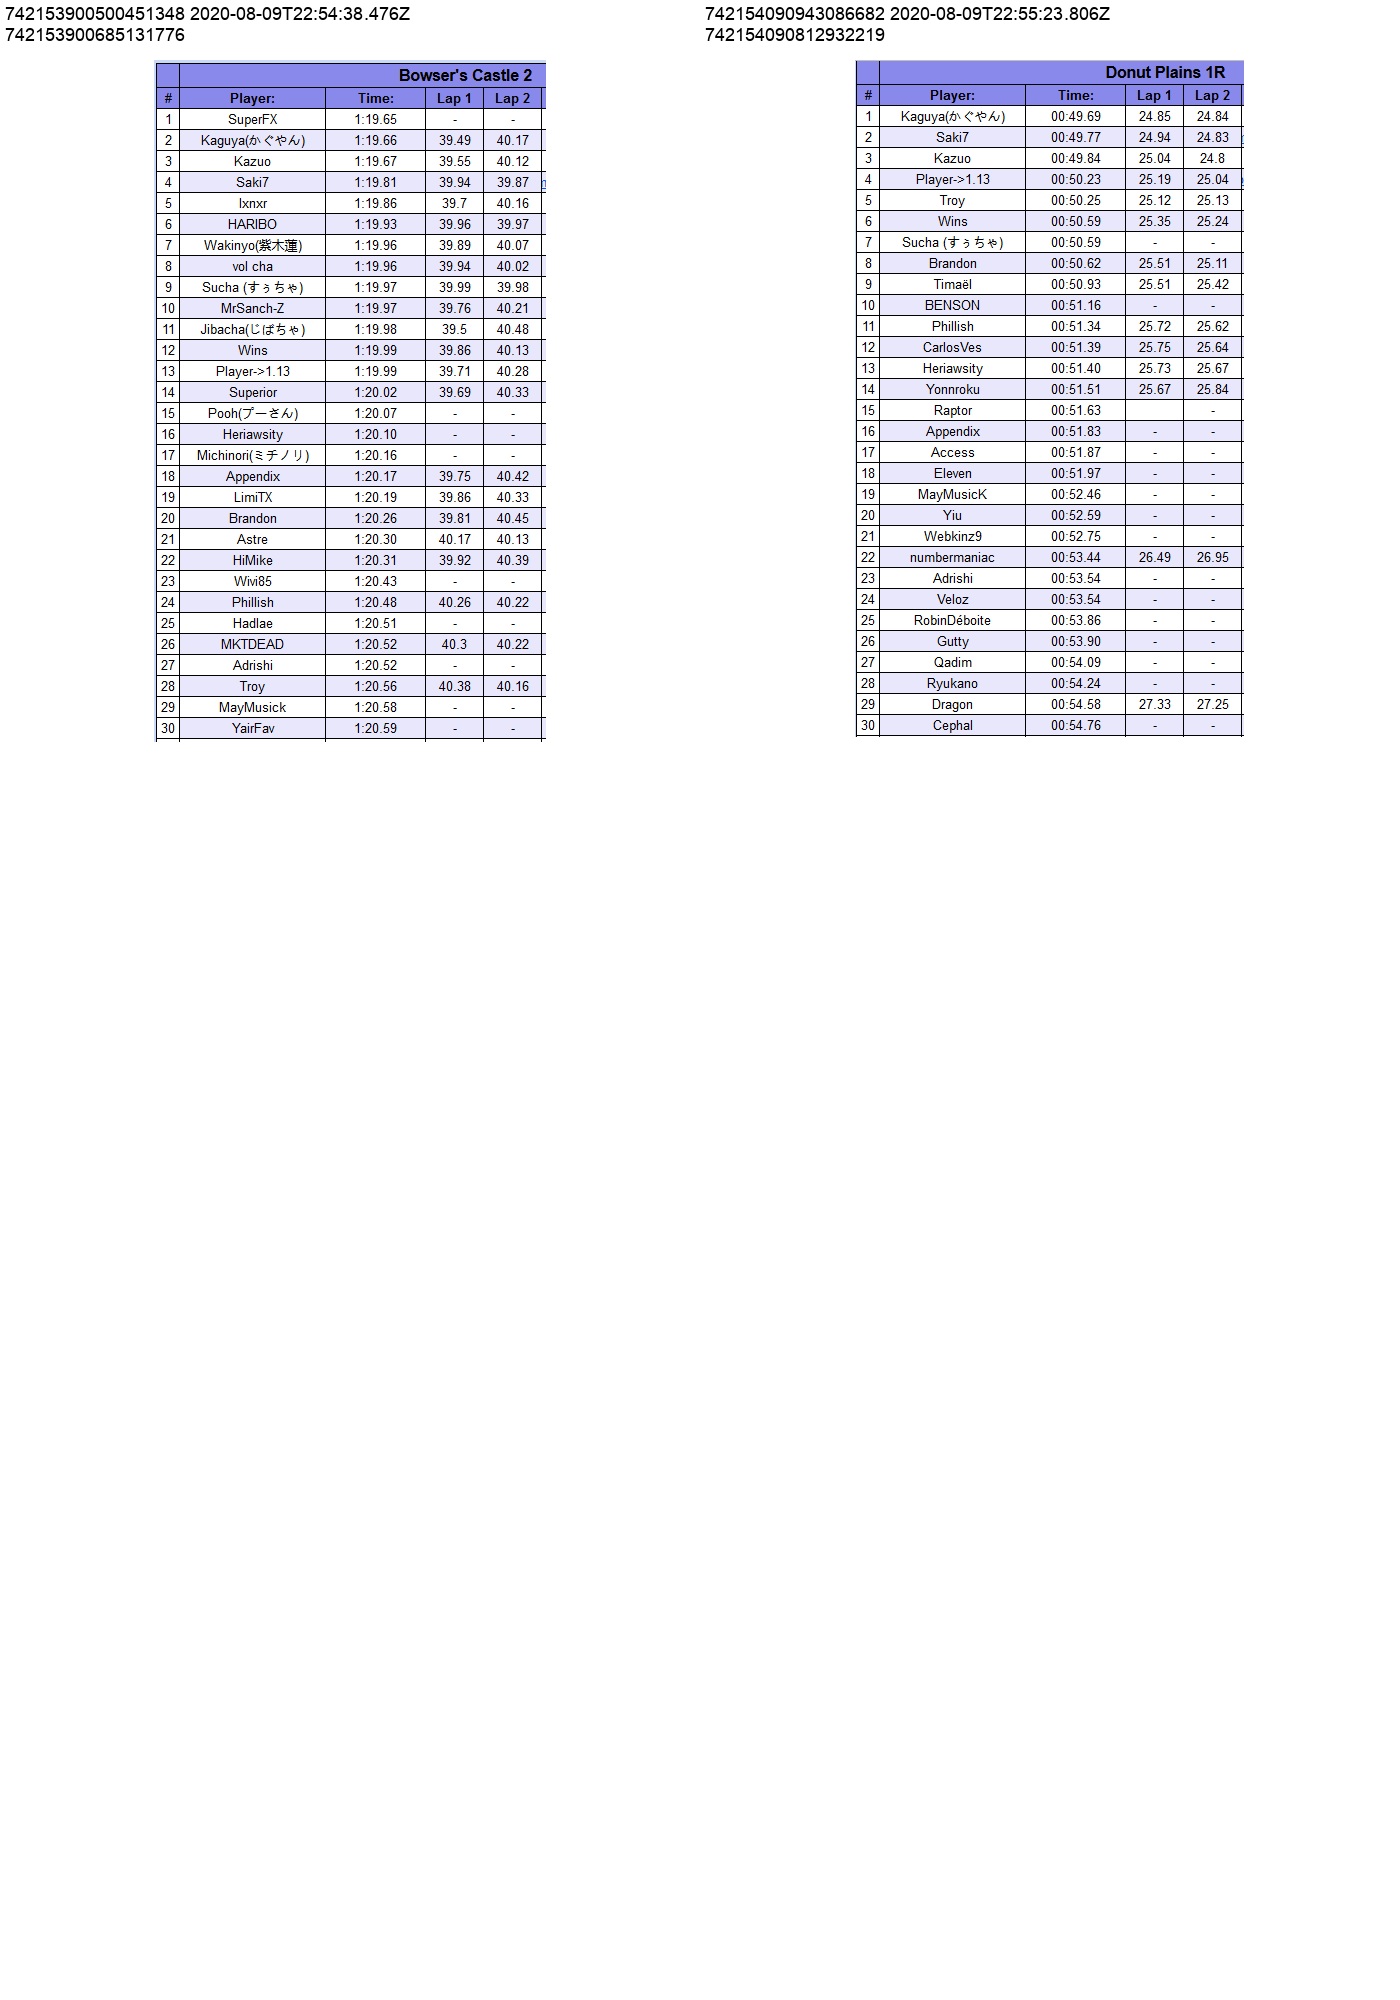 742153900500451348 2020-08-09T22:54:38.476Z
742153900685131776
Bowser's Castle 2
# Player: Time: Lap 1 Lap 2
1 SuperFX 1:19.65 - -
2 Kaguya(かぐやん) 1:19.66 39.49 40.17
3 Kazuo 1:19.67 39.55 40.12
4 Saki7 1:19.81 39.94 39.87
5 lxnxr 1:19.86 39.7 40.16
6 HARIBO 1:19.93 39.96 39.97
7 Wakinyo(紫木蓮) 1:19.96 39.89 40.07
8 vol cha 1:19.96 39.94 40.02
9 Sucha (すぅちゃ) 1:19.97 39.99 39.98
10 MrSanch-Z 1:19.97 39.76 40.21
11 Jibacha(じばちゃ) 1:19.98 39.5 40.48
12 Wins 1:19.99 39.86 40.13
13 Player->1.13 1:19.99 39.71 40.28
14 Superior 1:20.02 39.69 40.33
15 Pooh(プーさん) 1:20.07 - -
16 Heriawsity 1:20.10 - -
17 Michinori(ミチノリ) 1:20.16 - -
18 Appendix 1:20.17 39.75 40.42
19 LimiTX 1:20.19 39.86 40.33
20 Brandon 1:20.26 39.81 40.45
21 Astre 1:20.30 40.17 40.13
22 HiMike 1:20.31 39.92 40.39
23 Wivi85 1:20.43 - -
24 Phillish 1:20.48 40.26 40.22
25 Hadlae 1:20.51 - -
26 MKTDEAD 1:20.52 40.3 40.22
27 Adrishi 1:20.52 - -
28 Troy 1:20.56 40.38 40.16
29 MayMusick 1:20.58 - -
30 YairFav 1:20.59 - -
742154090943086682 2020-08-09T22:55:23.806Z
742154090812932219
Donut Plains 1R
# Player: Time: Lap 1 Lap 2
1 Kaguya(かぐやん) 00:49.69 24.85 24.84
2 Saki7 00:49.77 24.94 24.83
3 Kazuo 00:49.84 25.04 24.8
4 Player->1.13 00:50.23 25.19 25.04
5 Troy 00:50.25 25.12 25.13
6 Wins 00:50.59 25.35 25.24
7 Sucha (すぅちゃ) 00:50.59 - -
8 Brandon 00:50.62 25.51 25.11
9 Timaël 00:50.93 25.51 25.42
10 BENSON 00:51.16 - -
11 Phillish 00:51.34 25.72 25.62
12 CarlosVes 00:51.39 25.75 25.64
13 Heriawsity 00:51.40 25.73 25.67
14 Yonnroku 00:51.51 25.67 25.84
15 Raptor 00:51.63 -
16 Appendix 00:51.83 - -
17 Access 00:51.87 - -
18 Eleven 00:51.97 - -
19 MayMusicK 00:52.46 - -
20 Yiu 00:52.59 - -
21 Webkinz9 00:52.75 - -
22 numbermaniac 00:53.44 26.49 26.95
23 Adrishi 00:53.54 - -
24 Veloz 00:53.54 - -
25 RobinDéboite 00:53.86 - -
26 Gutty 00:53.90 - -
27 Qadim 00:54.09 - -
28 Ryukano 00:54.24 - -
29 Dragon 00:54.58 27.33 27.25
30 Cephal 00:54.76 - -